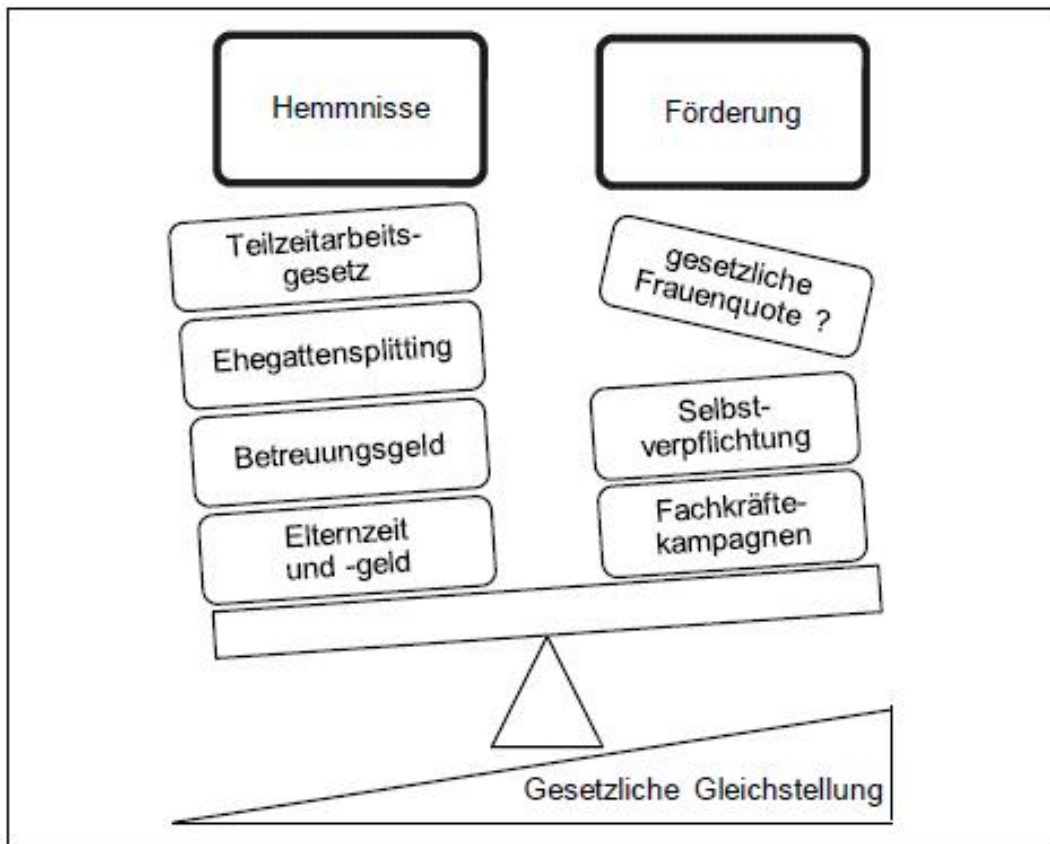 Hemmnisse
Förderung
Teilzeitarbeits-
gesetz
Ehegattensplitting
Betreuungsgeld
Elternzeit
und -geld
gesetzliche
Frauenquote ?
Selbst-
verpflichtung
Fachkräfte-
kampagnen
Gesetzliche Gleichstellung